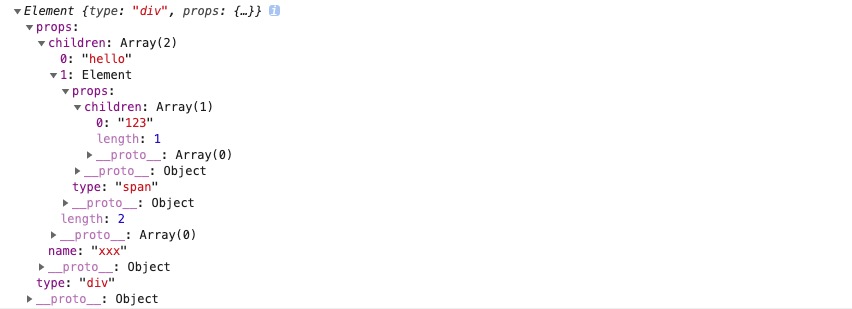 Element {type: "div", props: {…}} i
props:
children: Array(2)
0: "hello"
1: Element
props:
children: Array(1)
0: "123"
length: 1
__proto__: Array(0)
__proto__: Object
type: "span"
__proto__: Object
length: 2
__proto__: Array(0)
name: "xxx"
__proto__: Object
type: "div"
__proto__: Object